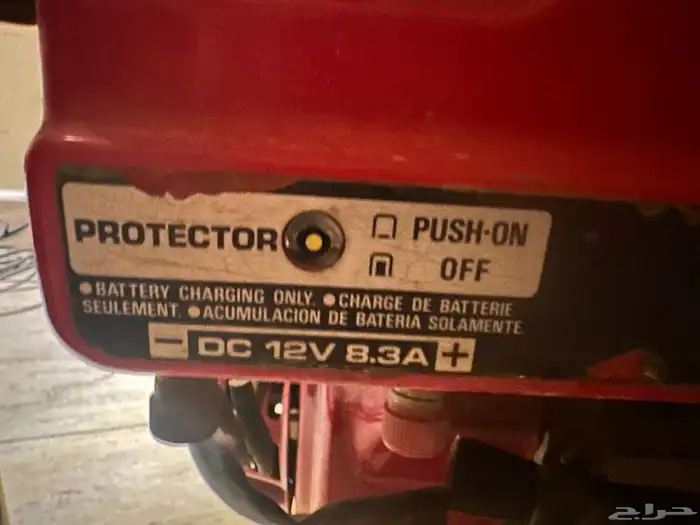 PROTECTOR
PUSH·ON
OFF
●BATTERY CHARGING ONLY. ●CHARGE DE BATTERIE
SEULEMENT. ●ACUMULACION DE BATERIA SOLAMENTE.
− DC 12V 8.3A +
حراج